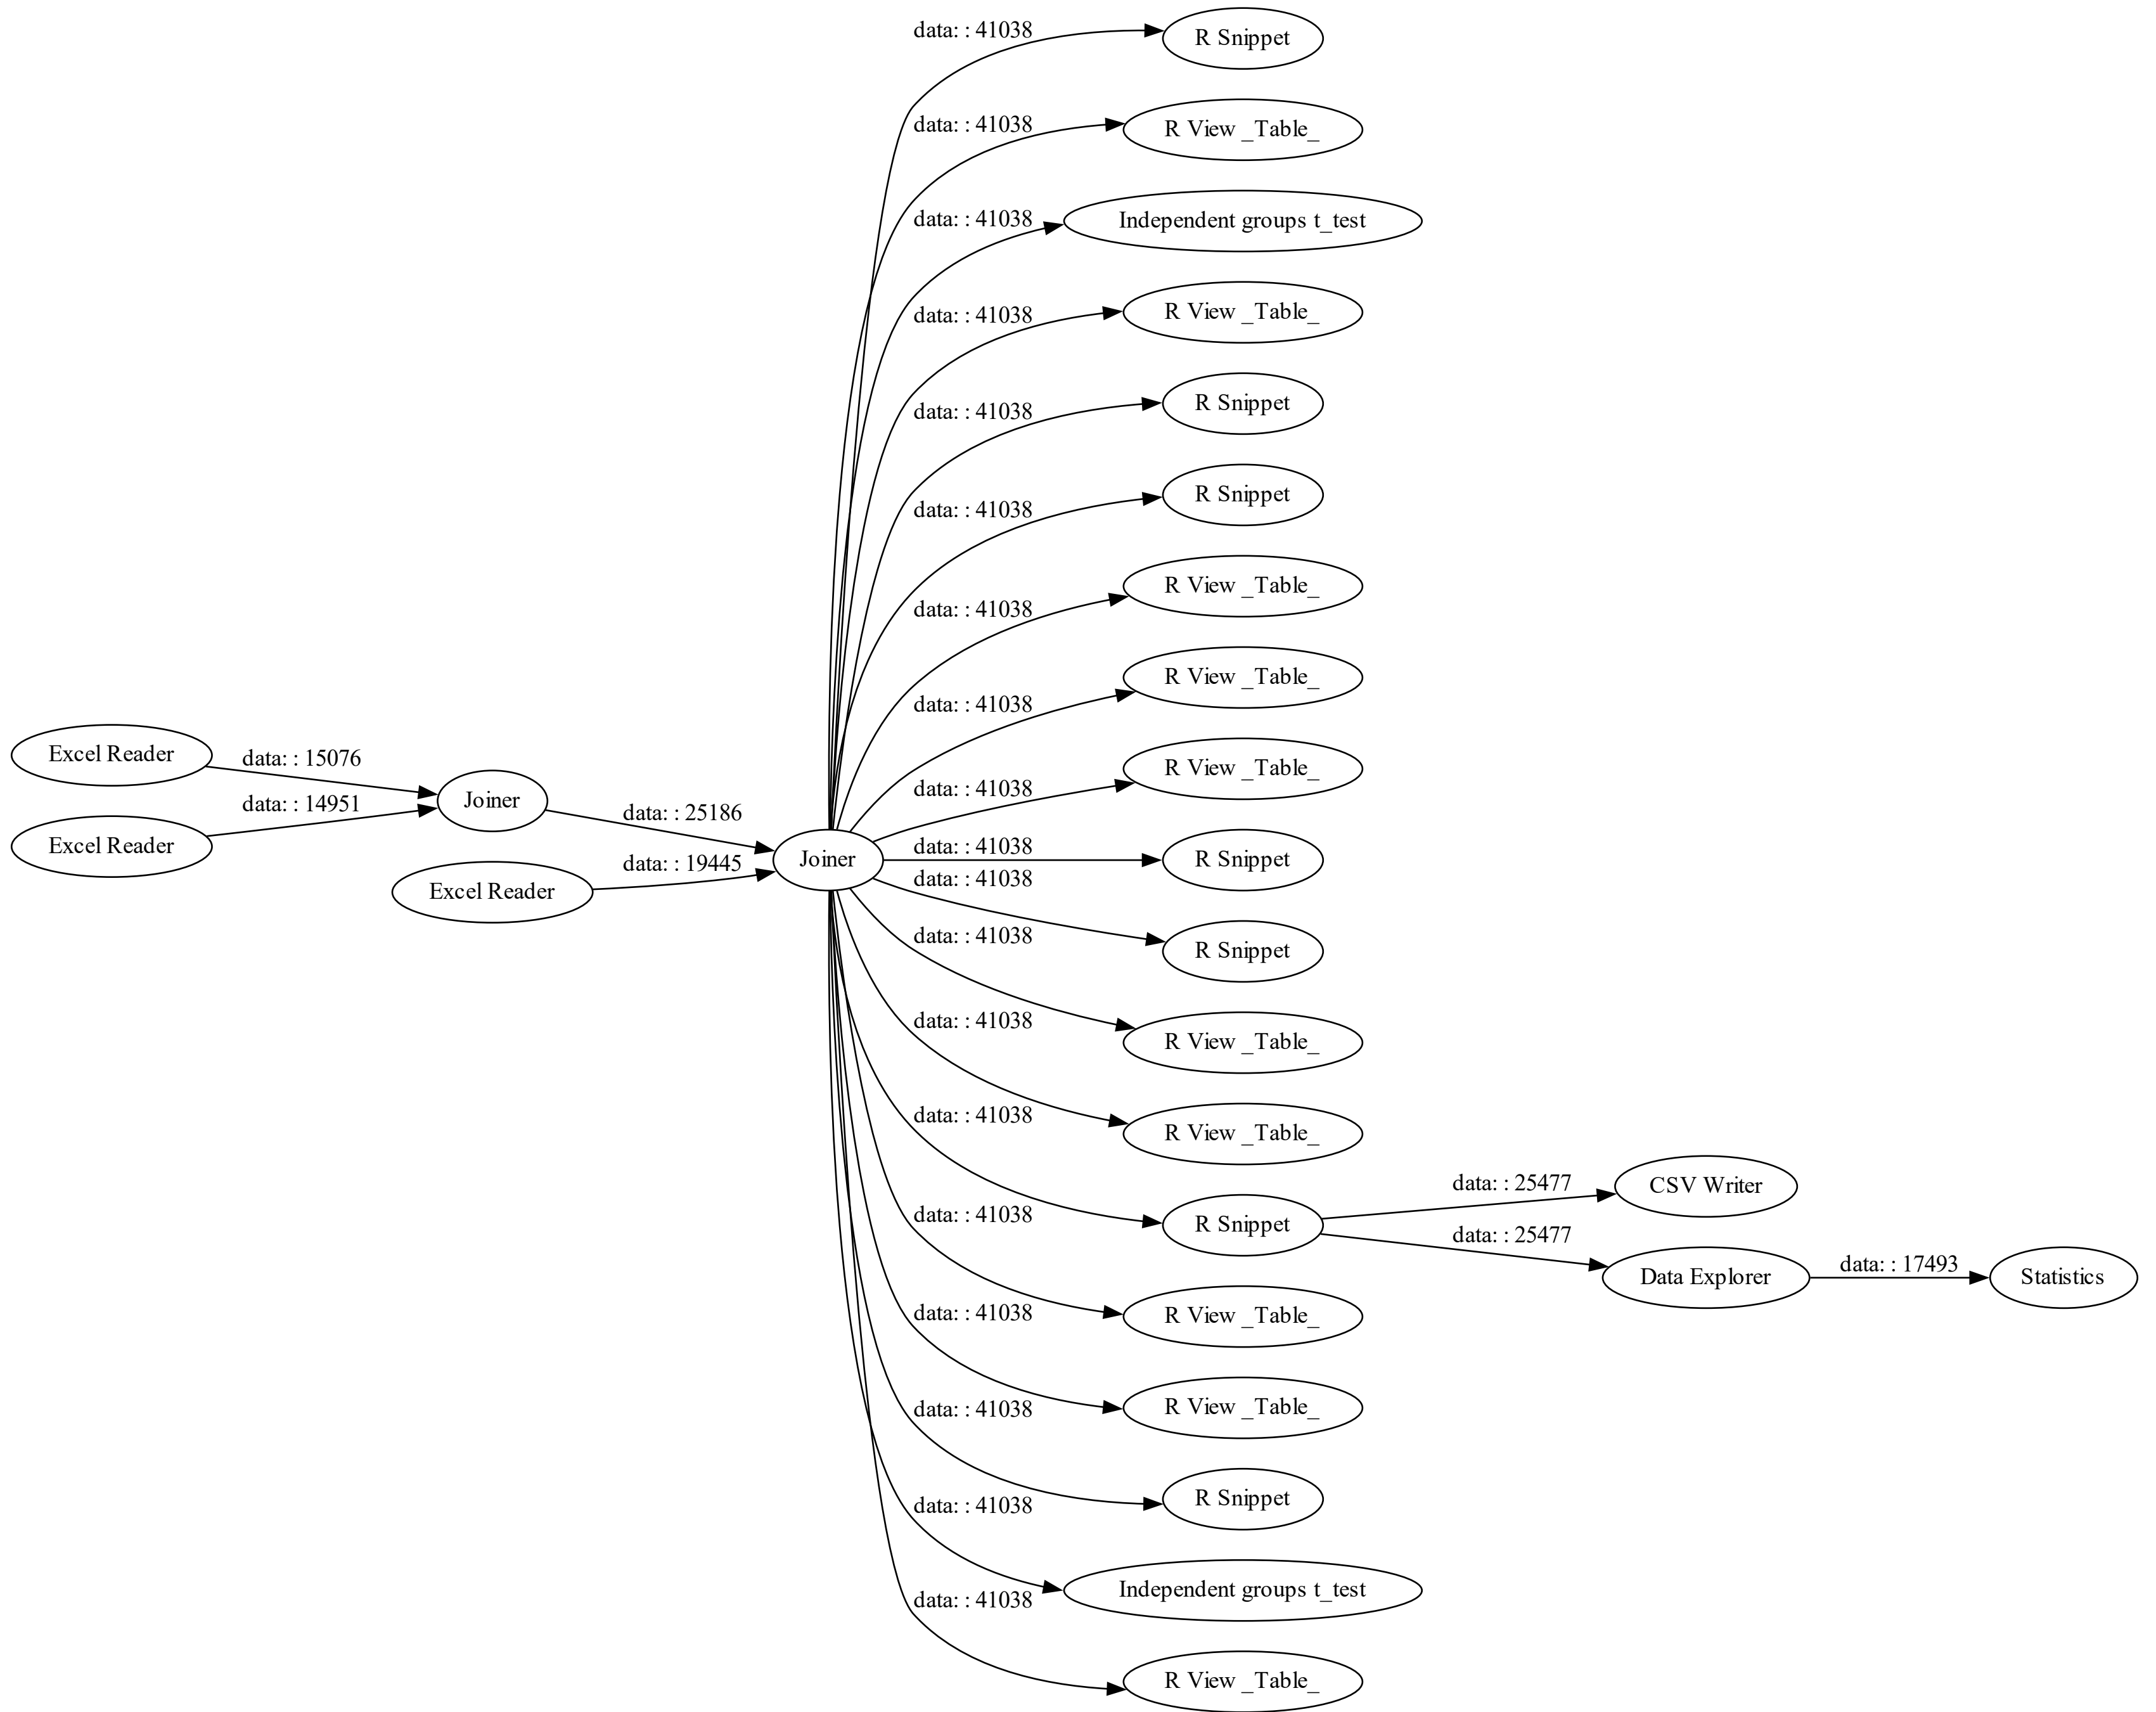 data: : 41038
R Snippet
data: : 41038
R View _Table_
data: : 41038
Independent groups t_test
data: : 41038
R View _Table_
data: : 41038
R Snippet
data: : 41038
R Snippet
data: : 41038
R View _Table_
data: : 41038
R View _Table_
Excel Reader
data: : 15076
Joiner
data: : 14951
Excel Reader
data: : 25186
data: : 19445
Excel Reader
Joiner
data: : 41038
R View _Table_
data: : 41038
R Snippet
data: : 41038
R Snippet
data: : 41038
R View _Table_
data: : 41038
R View _Table_
data: : 41038
R Snippet
data: : 25477
CSV Writer
data: : 25477
Data Explorer
data: : 17493
Statistics
data: : 41038
R View _Table_
data: : 41038
R View _Table_
data: : 41038
R Snippet
data: : 41038
Independent groups t_test
data: : 41038
R View _Table_